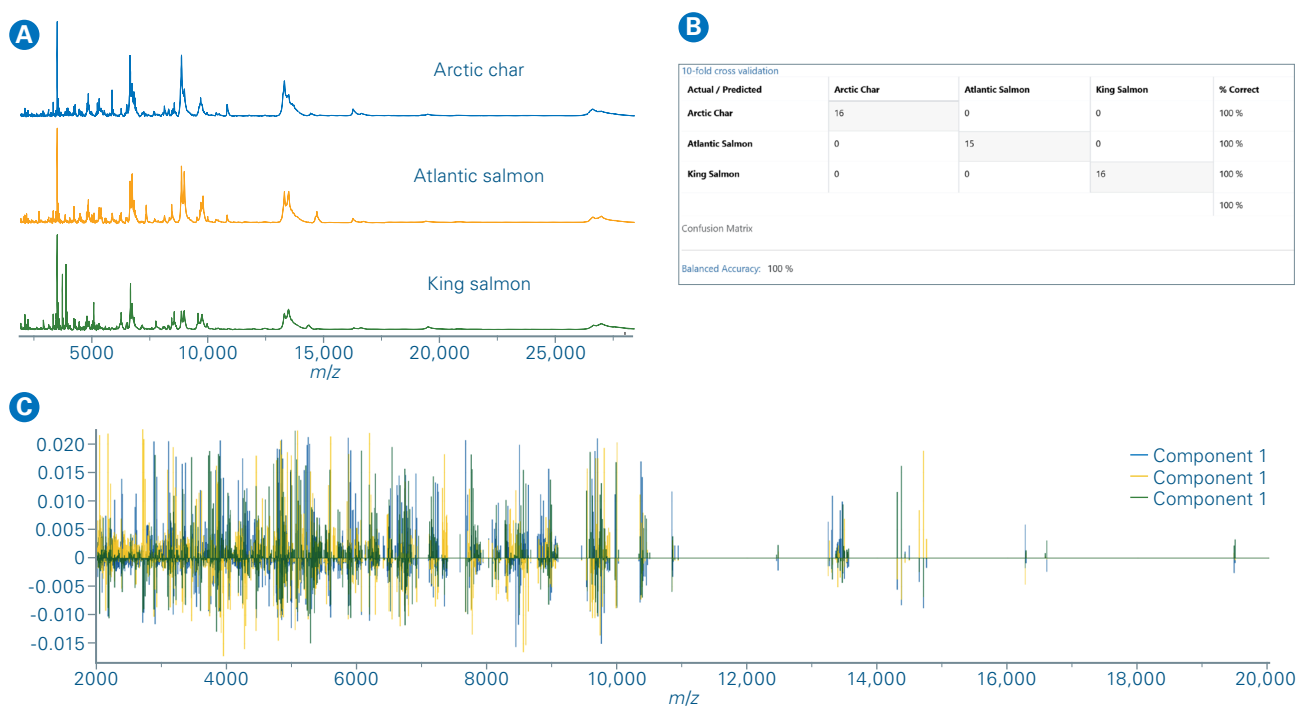 A
Arctic char
Atlantic salmon
King salmon
5000 10,000 15,000 20,000 25,000
m/z
B
10-fold cross validation
Actual / Predicted Arctic Char Atlantic Salmon King Salmon % Correct
Arctic Char 16 0 0 100 %
Atlantic Salmon 0 15 0 100 %
King Salmon 0 0 16 100 %
100 %
Confusion Matrix
Balanced Accuracy: 100 %
C
0.020
0.015
0.010
0.005
0
-0.005
-0.010
-0.015
Component 1
Component 1
Component 1
2000 4000 6000 8000 10,000 12,000 14,000 16,000 18,000 20,000
m/z